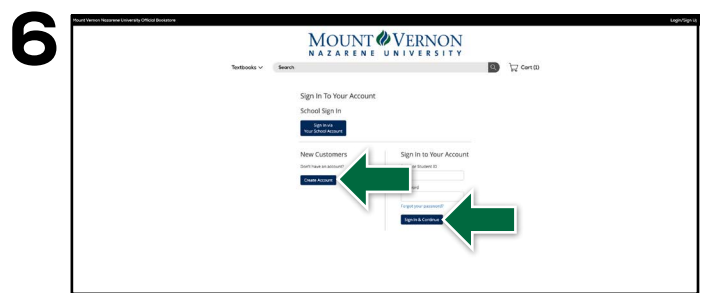 6
Mount Vernon Nazarene University Official Bookstore
Login/Sign Up
MOUNT VERNON
NAZARENE UNIVERSITY
Textbooks
Search
Cart (1)
Sign In To Your Account
School Sign In
Sign In via
Your School Account
New Customers
Don't have an account?
Create Account
Sign In to Your Account
Student ID
Forgot your password?
Sign In & Continue